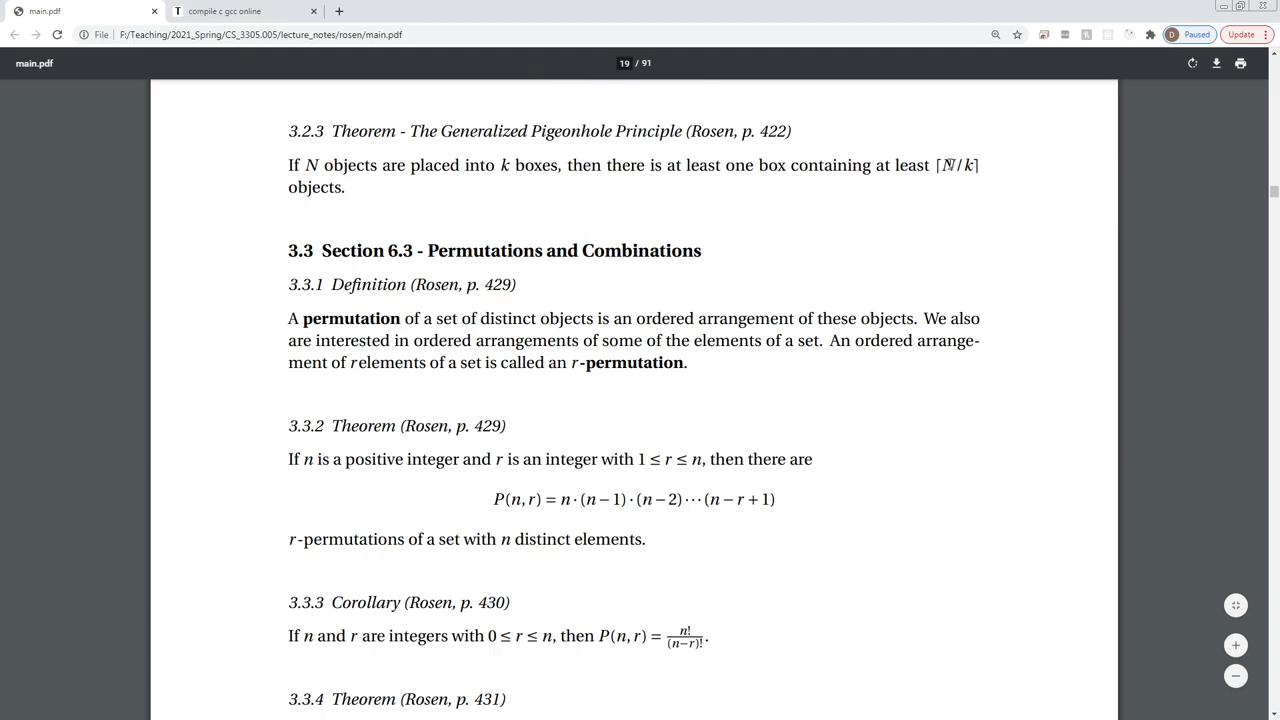 main.pdf
compile c gcc online
File
F:/Teaching/2021_Spring/CS_3305.005/lecture_notes/rosen/main.pdf
D
Paused
Update
main.pdf
19 / 91
3.2.3 Theorem - The Generalized Pigeonhole Principle (Rosen, p. 422)
If N objects are placed into k boxes, then there is at least one box containing at least ⌈N/k⌉
objects.
3.3 Section 6.3 - Permutations and Combinations
3.3.1 Definition (Rosen, p. 429)
A permutation of a set of distinct objects is an ordered arrangement of these objects. We also
are interested in ordered arrangements of some of the elements of a set. An ordered arrange-
ment of r elements of a set is called an r-permutation.
3.3.2 Theorem (Rosen, p. 429)
If n is a positive integer and r is an integer with 1 ≤ r ≤ n, then there are
P(n,r) = n·(n−1)·(n−2)···(n−r+1)
r-permutations of a set with n distinct elements.
3.3.3 Corollary (Rosen, p. 430)
If n and r are integers with 0 ≤ r ≤ n, then P(n,r) = n!/(n−r)!.
3.3.4 Theorem (Rosen, p. 431)